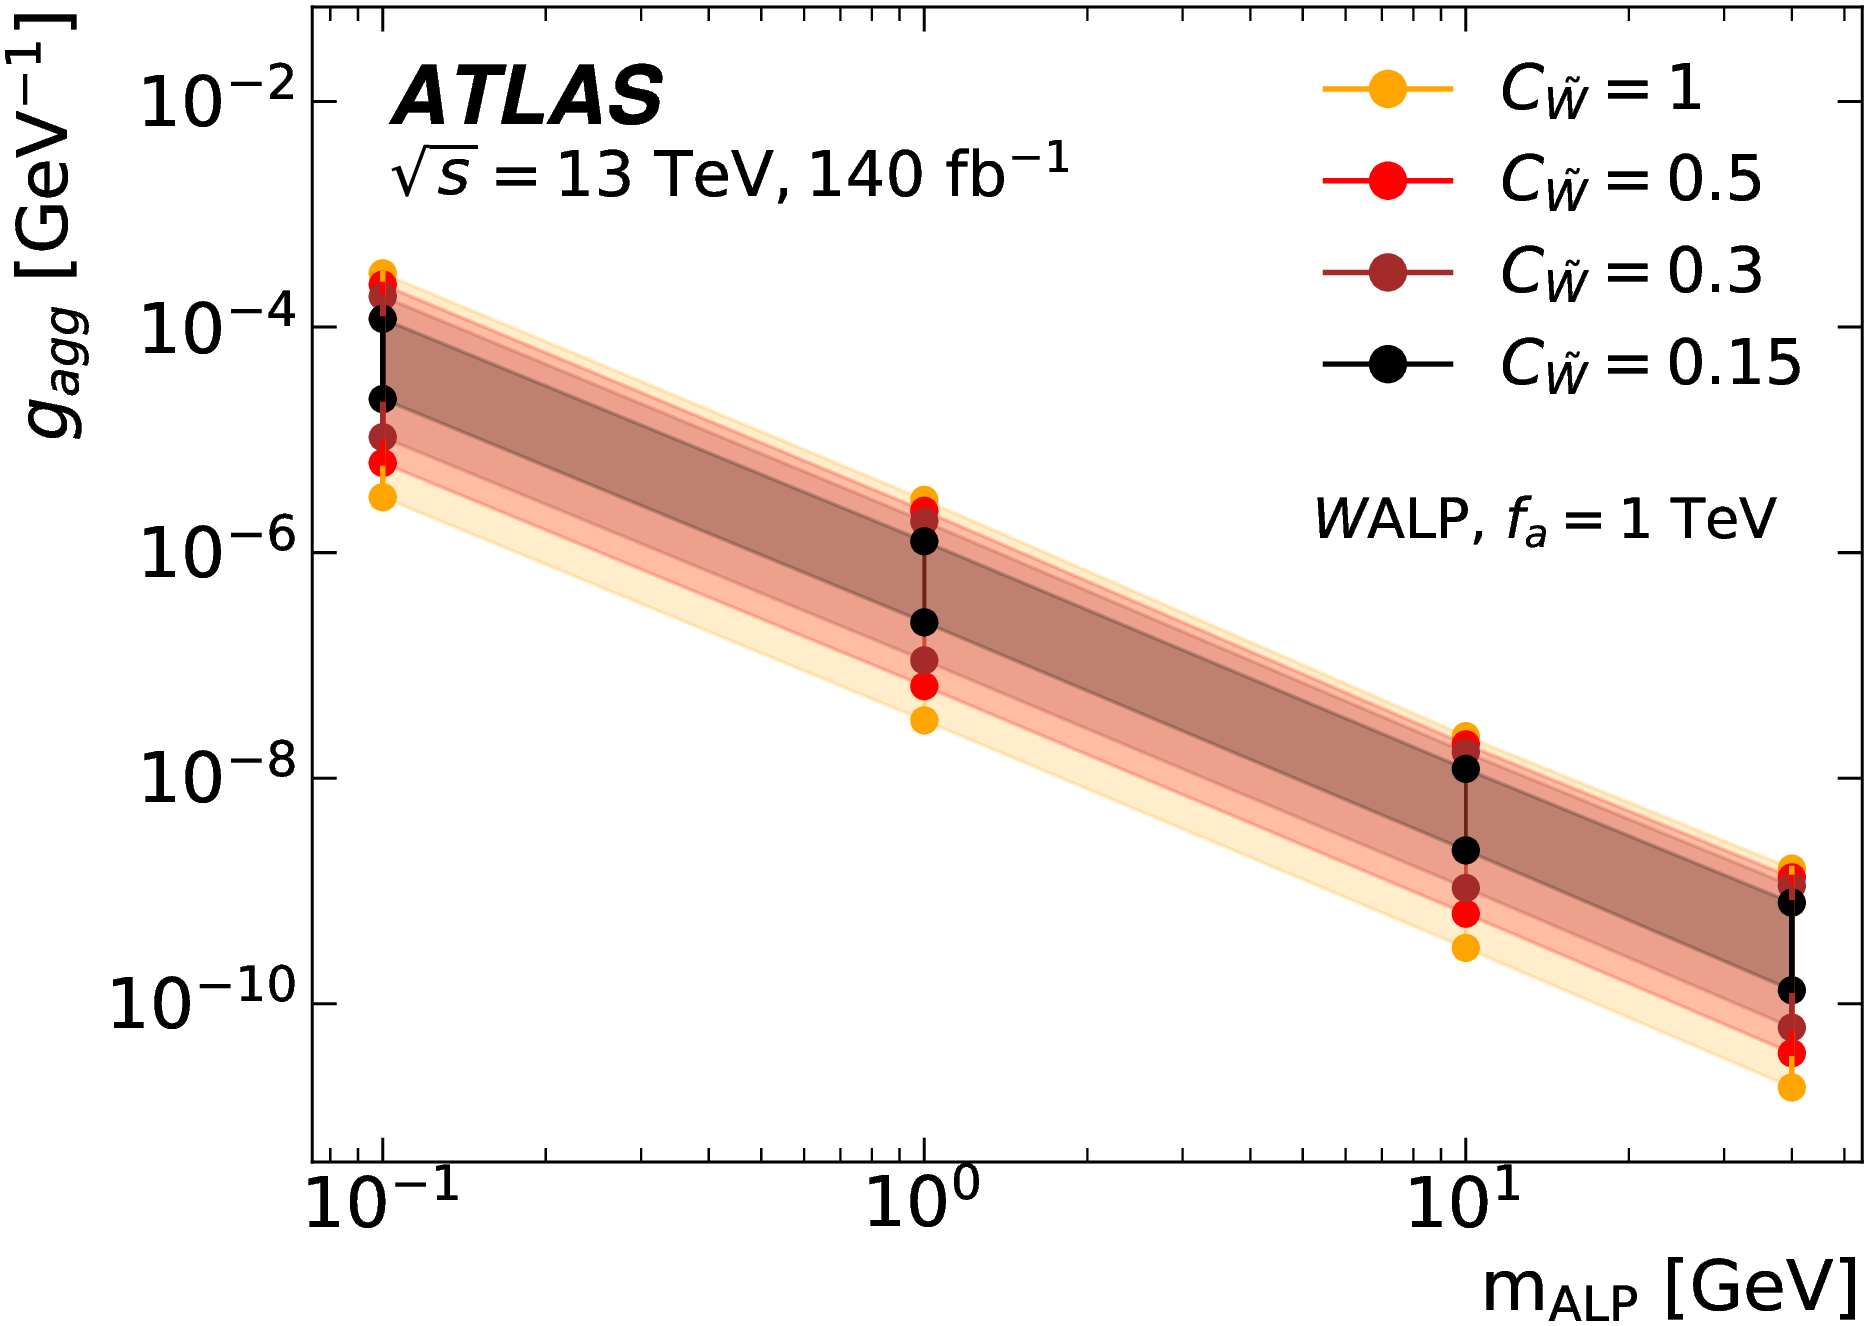 g_agg [GeV⁻¹]
10⁻²
10⁻⁴
10⁻⁶
10⁻⁸
10⁻¹⁰
ATLAS
√s = 13 TeV, 140 fb⁻¹
C_W̃ = 1
C_W̃ = 0.5
C_W̃ = 0.3
C_W̃ = 0.15
WALP, fₐ = 1 TeV
10⁻¹ 10⁰ 10¹
m_ALP [GeV]